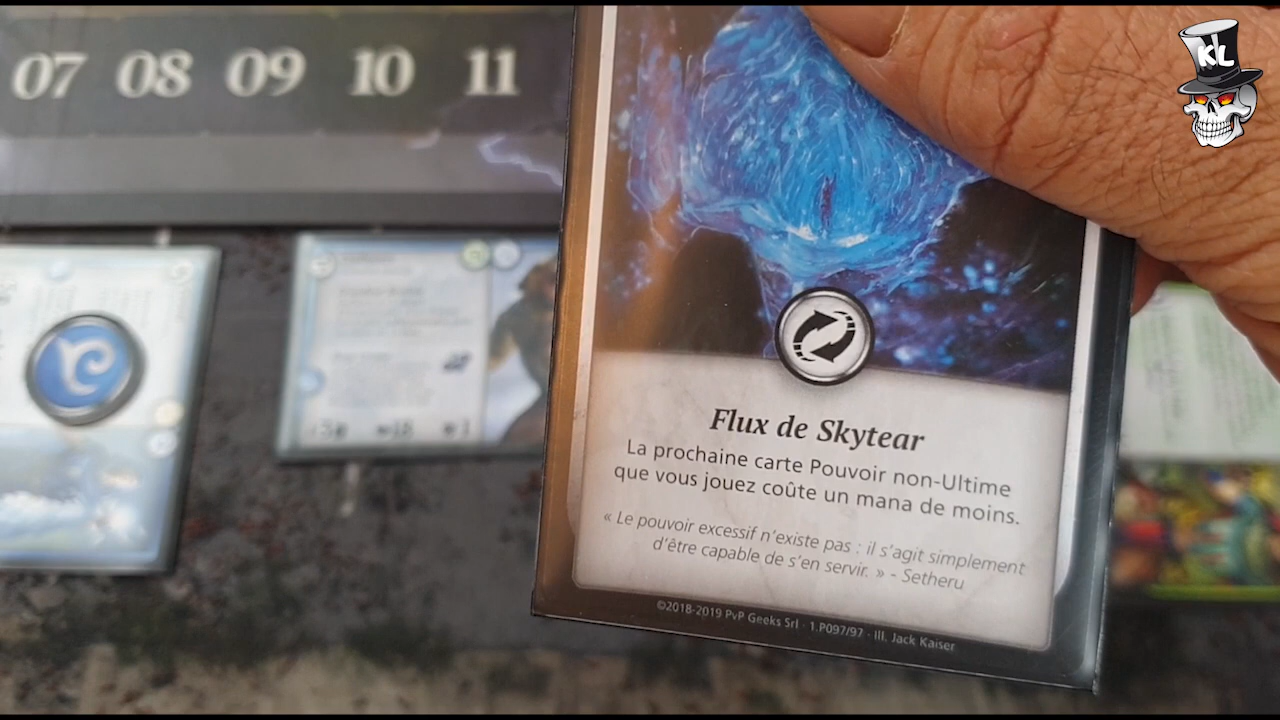 07 08 09 10 11
KL
Flux de Skytear
La prochaine carte Pouvoir non-Ultime
que vous jouez coûte un mana de moins.
« Le pouvoir excessif n'existe pas : il s'agit simplement
d'être capable de s'en servir. » - Setheru
©2018-2019 PvP Geeks Srl · 1.P097/97 · Ill. Jack Kaiser